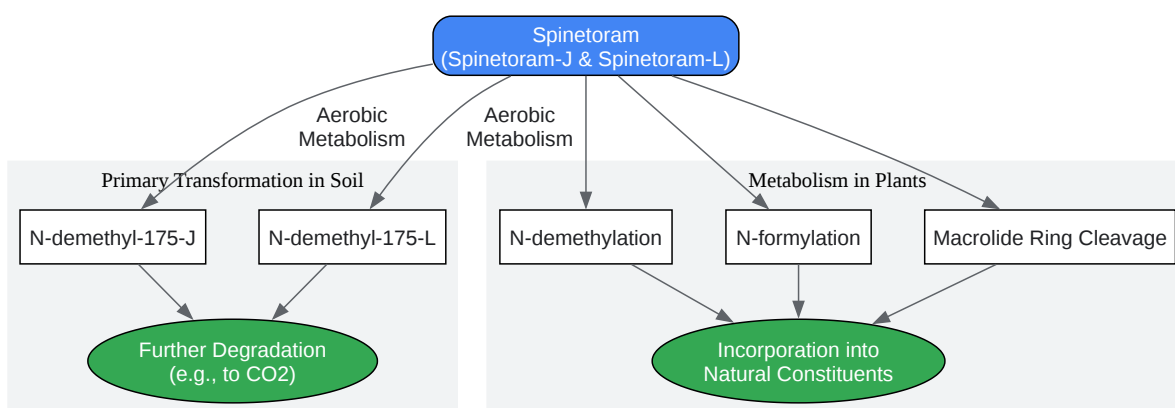 Spinetoram
(Spinetoram-J & Spinetoram-L)
Aerobic
Metabolism
Aerobic
Metabolism
Primary Transformation in Soil
Metabolism in Plants
N-demethyl-175-J
N-demethyl-175-L
N-demethylation
N-formylation
Macrolide Ring Cleavage
Further Degradation
(e.g., to CO2)
Incorporation into
Natural Constituents